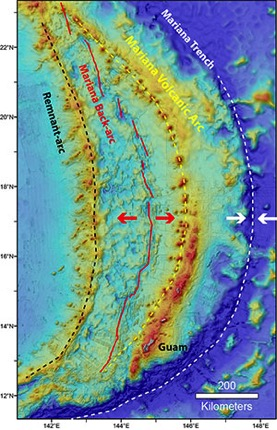 22°N
20°N
18°N
16°N
14°N
12°N
Mariana Trench
Mariana Volcanic Arc
Mariana Back-arc
Remnant-arc
Guam
200
Kilometers
142°E
144°E
146°E
148°E